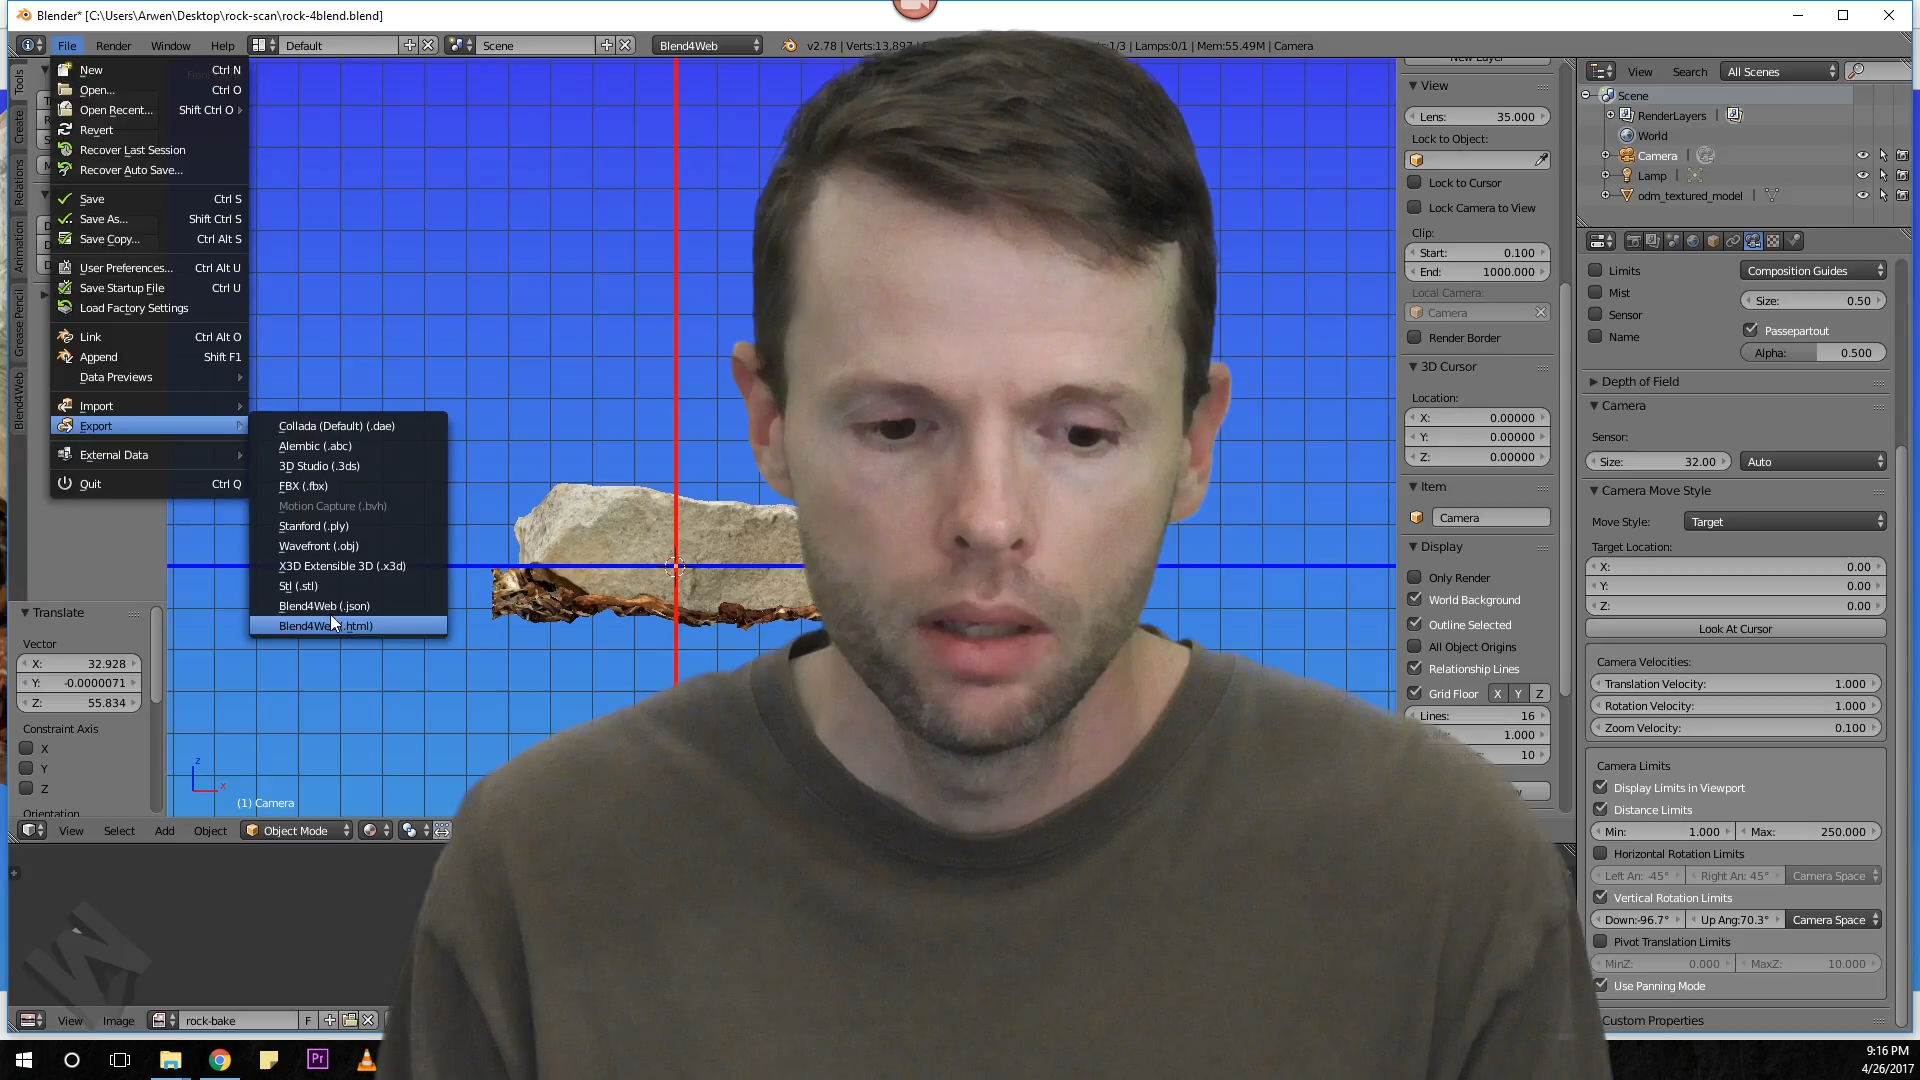 Blender* [C:\Users\Arwen\Desktop\rock-scan\rock-4blend.blend]
File Render Window Help Default Scene Blend4Web v2.78 | Verts:13,897 1/3 | Lamps:0/1 | Mem:55.49M | Camera
New Ctrl N
Open... Ctrl O
Open Recent... Shift Ctrl O
Revert
Recover Last Session
Recover Auto Save...
Save Ctrl S
Save As... Shift Ctrl S
Save Copy... Ctrl Alt S
User Preferences... Ctrl Alt U
Save Startup File Ctrl U
Load Factory Settings
Link Ctrl Alt O
Append Shift F1
Data Previews
Import
Export
External Data
Quit Ctrl Q
Collada (Default) (.dae)
Alembic (.abc)
3D Studio (.3ds)
FBX (.fbx)
Motion Capture (.bvh)
Stanford (.ply)
Wavefront (.obj)
X3D Extensible 3D (.x3d)
Stl (.stl)
Blend4Web (.json)
Blend4We .html)
Tools
Create
Relations
Animation
Grease Pencil
Blend4Web
Translate
Vector
X: 32.928
Y: -0.0000071
Z: 55.834
Constraint Axis
X
Y
Z
Orientation
z
x
(1) Camera
View Select Add Object Object Mode
View Image rock-bake F
New Layer
View
Lens: 35.000
Lock to Object:
Lock to Cursor
Lock Camera to View
Clip:
Start: 0.100
End: 1000.000
Local Camera:
Camera
Render Border
3D Cursor
Location:
X: 0.00000
Y: 0.00000
Z: 0.00000
Item
Camera
Display
Only Render
World Background
Outline Selected
All Object Origins
Relationship Lines
Grid Floor X Y Z
Lines: 16
1.000
10
View Search All Scenes
Scene
RenderLayers
World
Camera
Lamp
odm_textured_model
Limits Composition Guides
Mist Size: 0.50
Sensor Passepartout
Name Alpha: 0.500
Depth of Field
Camera
Sensor:
Size: 32.00 Auto
Camera Move Style
Move Style: Target
Target Location:
X: 0.00
Y: 0.00
Z: 0.00
Look At Cursor
Camera Velocities:
Translation Velocity: 1.000
Rotation Velocity: 1.000
Zoom Velocity: 0.100
Camera Limits
Display Limits in Viewport
Distance Limits
Min: 1.000 Max: 250.000
Horizontal Rotation Limits
Left An: -45° Right An: 45° Camera Space
Vertical Rotation Limits
Down:-96.7° Up Ang:70.3° Camera Space
Pivot Translation Limits
MinZ: 0.000 MaxZ: 10.000
Use Panning Mode
Custom Properties
Pr
9:16 PM
4/26/2017